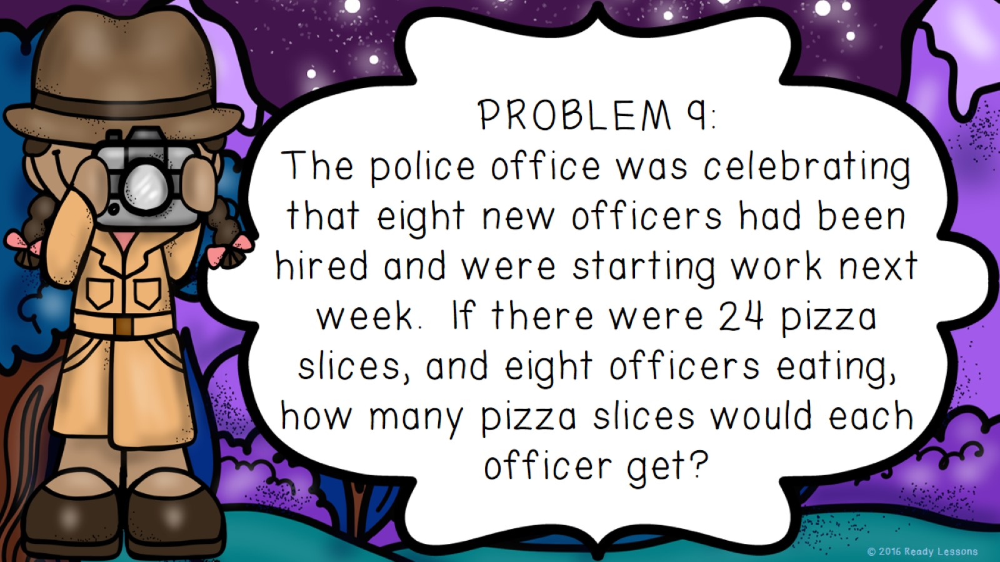 PROBLEM 9:
The police office was celebrating
that eight new officers had been
hired and were starting work next
week.  If there were 24 pizza
slices, and eight officers eating,
how many pizza slices would each
officer get?
© 2016 Ready Lessons